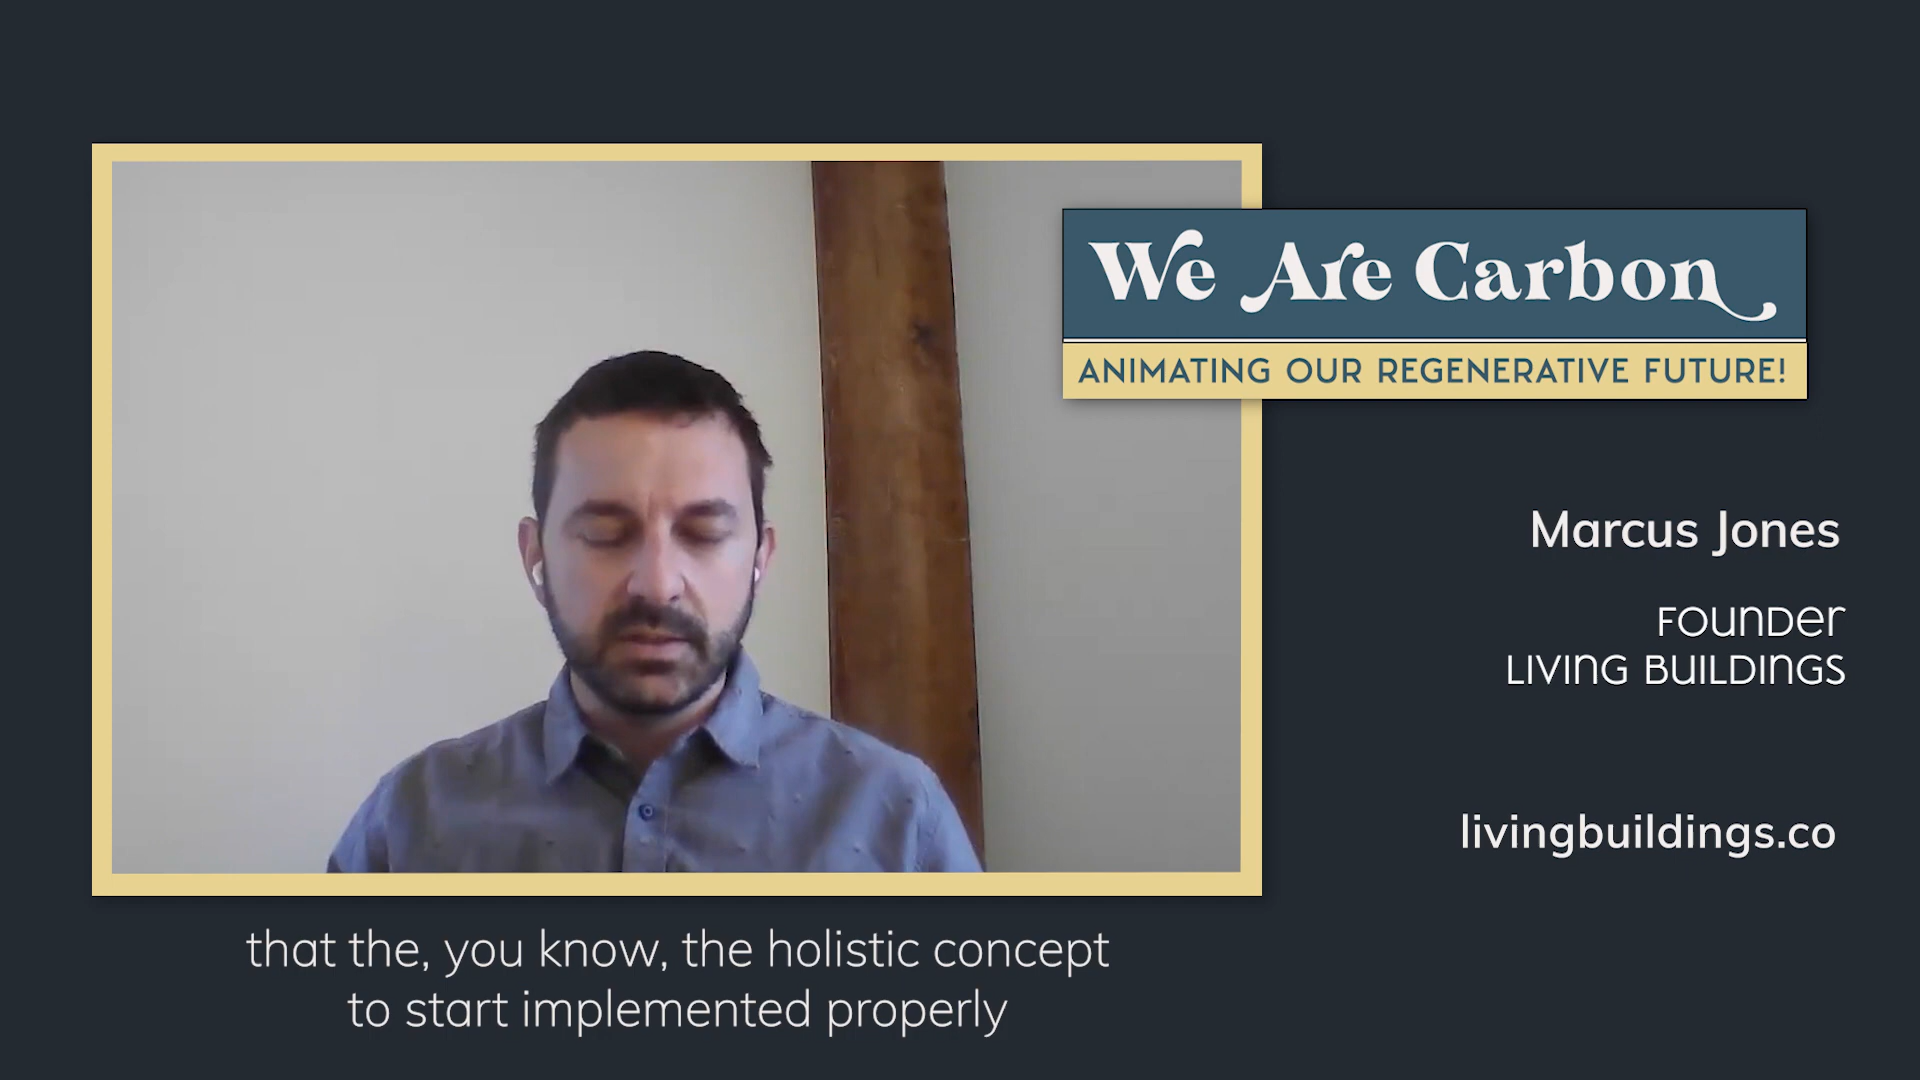 We Are Carbon
ANIMATING OUR REGENERATIVE FUTURE!
Marcus Jones
FOUNDER
LIVING BUILDINGS
livingbuildings.co
that the, you know, the holistic concept
to start implemented properly